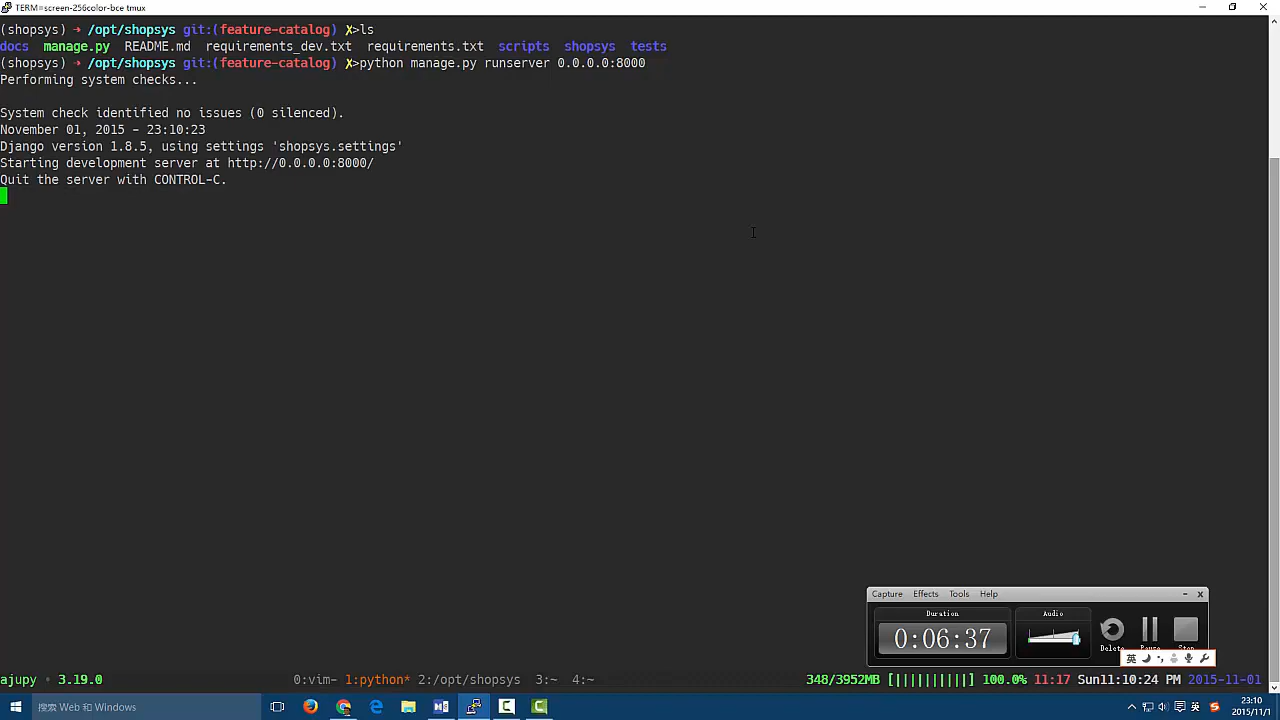 TERM=screen-256color-bce tmux
(shopsys) → /opt/shopsys git:(feature-catalog) ✗>ls
docs manage.py README.md requirements_dev.txt requirements.txt scripts shopsys tests
(shopsys) → /opt/shopsys git:(feature-catalog) ✗>python manage.py runserver 0.0.0.0:8000
Performing system checks...
System check identified no issues (0 silenced).
November 01, 2015 - 23:10:23
Django version 1.8.5, using settings 'shopsys.settings'
Starting development server at http://0.0.0.0:8000/
Quit the server with CONTROL-C.
Capture Effects Tools Help
Duration Audio
0:06:37
Delete Pause Stop
英
ajupy · 3.19.0 0:vim- 1:python* 2:/opt/shopsys 3:~ 4:~ 348/3952MB [||||||||||] 100.0% 11:17 Sun11:10:24 PM 2015-11-01
搜索 Web 和 Windows
英
23:10
2015/11/1